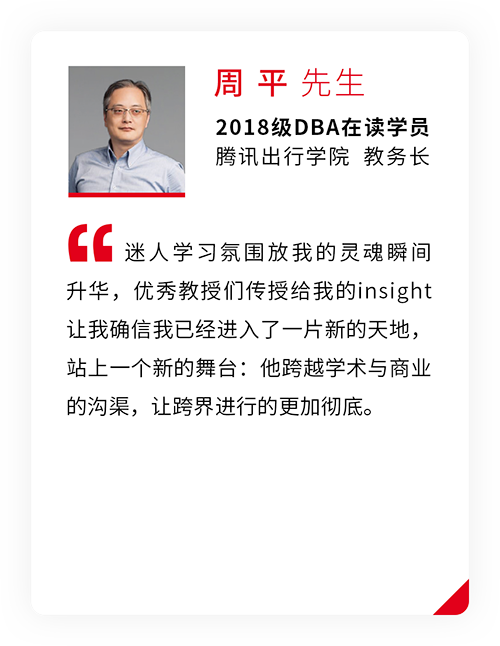 周 平 先生
2018级DBA在读学员
腾讯出行学院 教务长
“迷人学习氛围放我的灵魂瞬间
升华，优秀教授们传授给我的insight
让我确信我已经进入了一片新的天地，
站上一个新的舞台：他跨越学术与商业
的沟渠，让跨界进行的更加彻底。